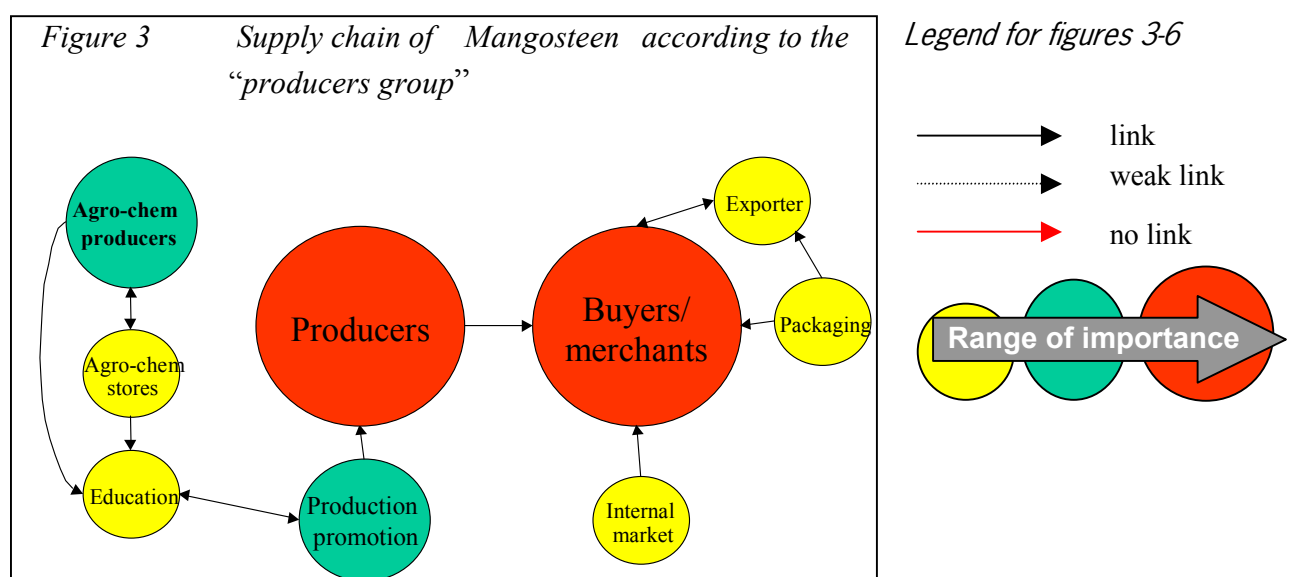 Figure 3 Supply chain of Mangosteen according to the
“producers group”
Agro-chem
producers
Agro-chem
stores
Education
Producers
Production
promotion
Buyers/
merchants
Exporter
Packaging
Internal
market
Legend for figures 3-6
link
weak link
no link
Range of importance